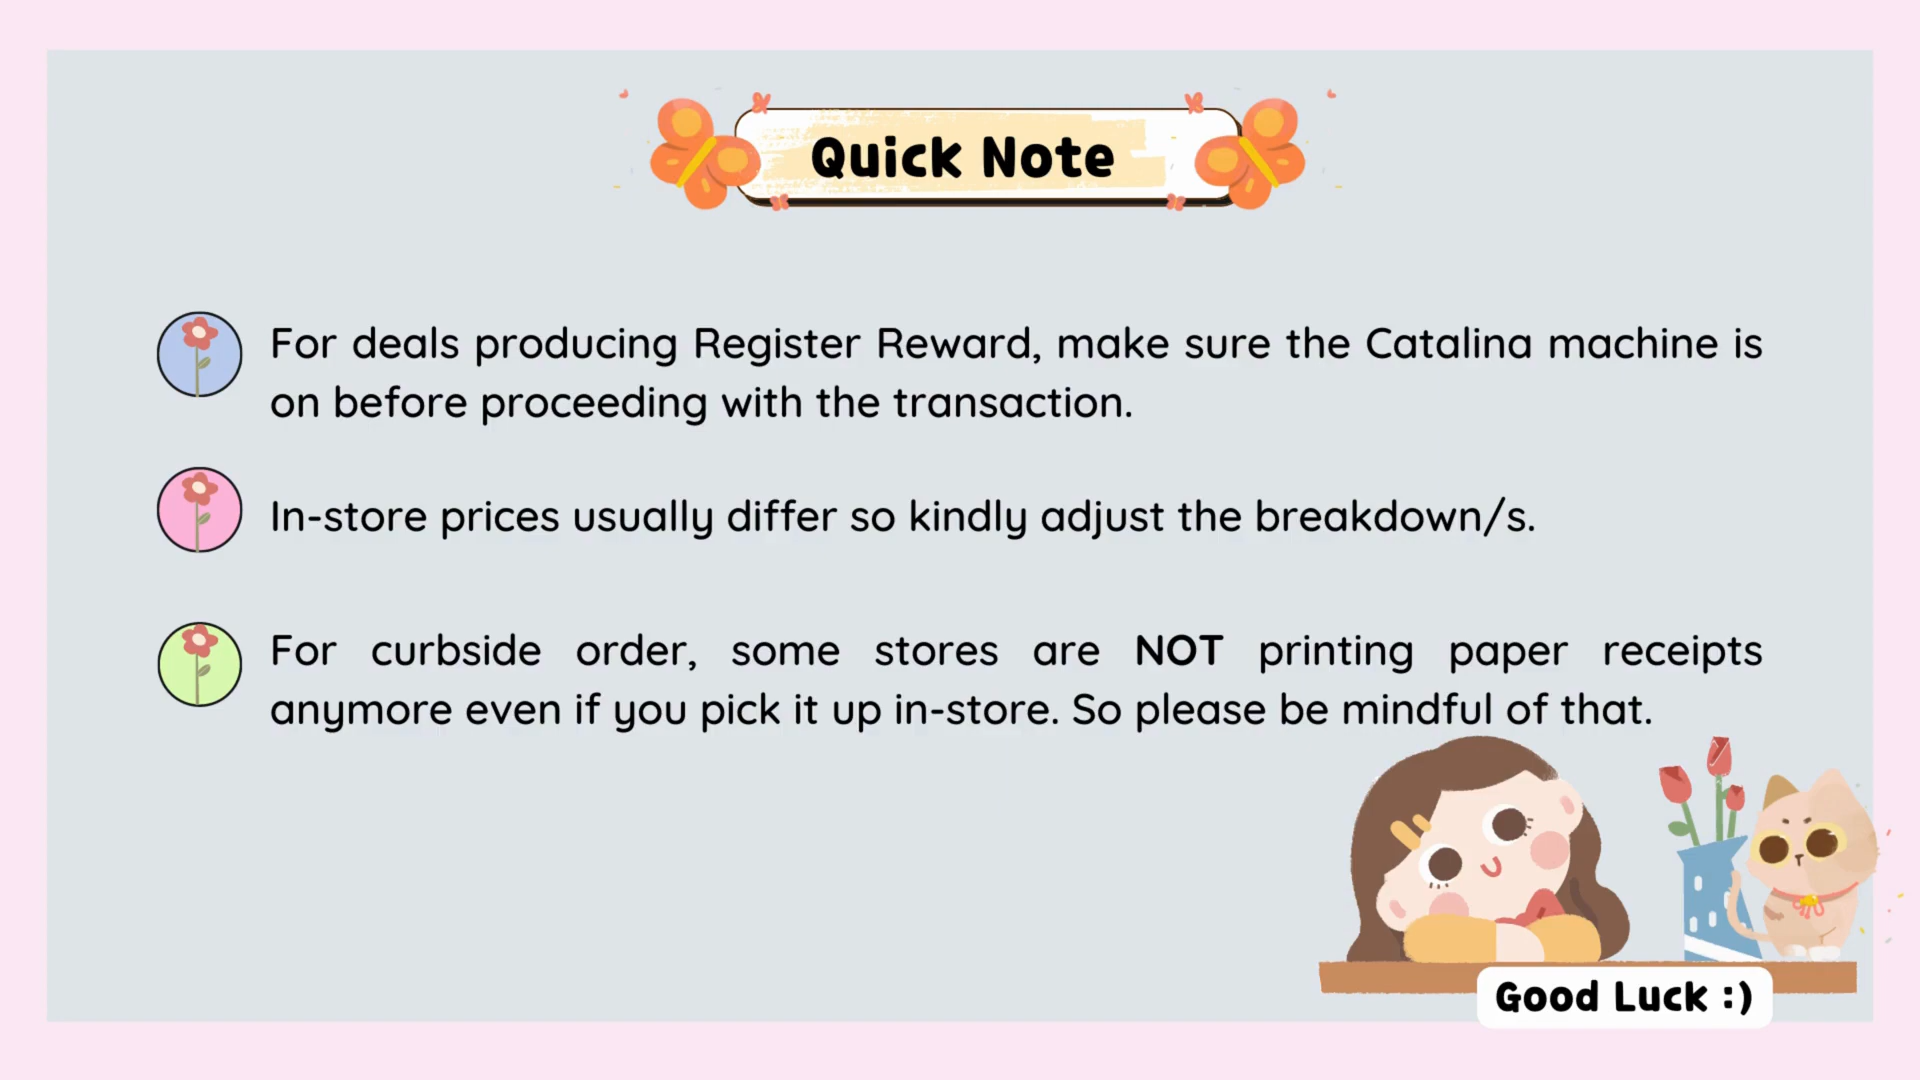 Quick Note
For deals producing Register Reward, make sure the Catalina machine is
on before proceeding with the transaction.
In-store prices usually differ so kindly adjust the breakdown/s.
For curbside order, some stores are NOT printing paper receipts
anymore even if you pick it up in-store. So please be mindful of that.
Good Luck :)